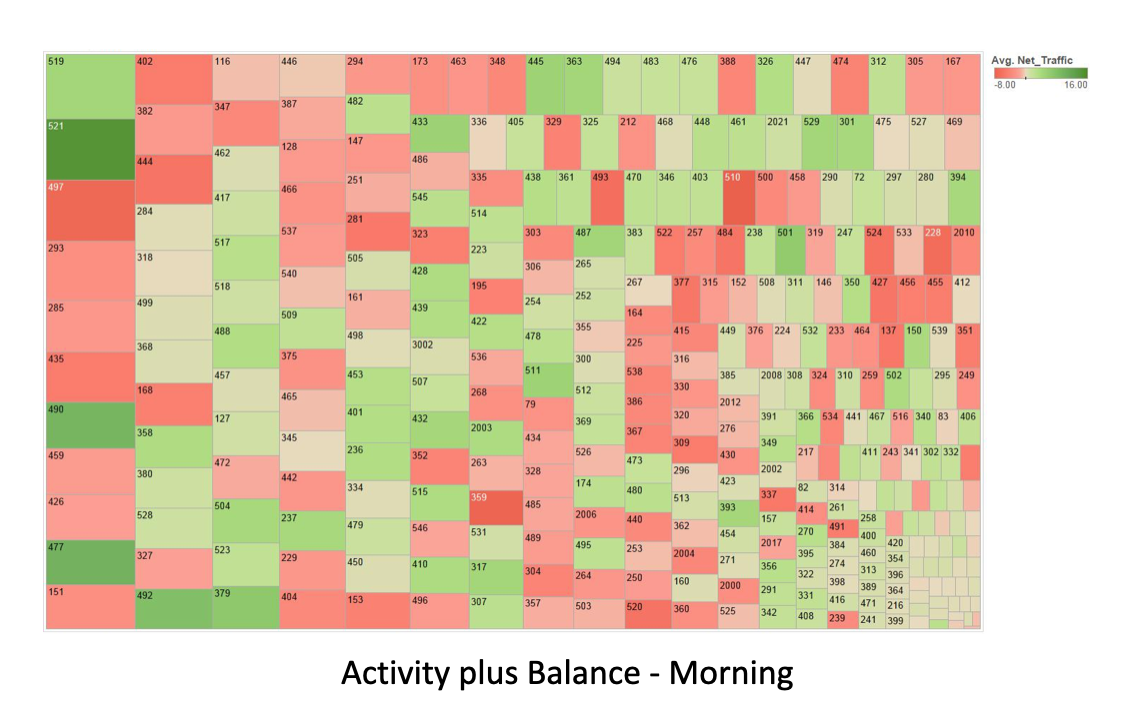 519 402 116 446 294 173 463 348 445 363 494 483 476 388 326 447 474 312 305 167
Avg. Net_Traffic
-8.00 16.00
482
347 387
382
521 433 336 405 329 325 212 468 448 461 2021 529 301 475 527 469
147
128
462 486
444
497 251 335 438 361 493 470 346 403 510 500 458 290 72 297 280 394
466
417 545
284 281 514
537 323 303 487 383 522 257 484 238 501 319 247 524 533 228 2010
517
293 223
318 505 265
540 428 306
518 195 267 377 315 152 508 311 146 350 427 456 455 412
161 252
499 254
285 509 439 164
422
488 498 355 415 449 376 224 532 233 464 137 150 539 351
478
368 3002 225
435 375 536 300 316
511
457 453 507 538 385 2008 308 324 310 259 502 295 249
168 268 512 330
465
490 401 79 386 2012
127 432 391 366 534 441 467 516 340 83 406
2003 369 320
358 345 434 367 276
236 349
459 352 309 430 217 411 243 341 302 332
472 263 526 473
380 442 328 296 2002
334 423
426 515 359 174 480 337 82 314
504 485 513 393
528 237 479 2006 440 414 261
546 531 157 258
477 362 454 491
523 489 495 270 400
327 229 253 2004 2017 384 420
450 410 317 271 395 460
304 264 356 274 354
250 160 322 313 396
151 492 379 404 153 496 307 357 503 520 360 2000 291 398 389
331 364
525 416 471 216
342 408 239 241 399
Activity plus Balance - Morning